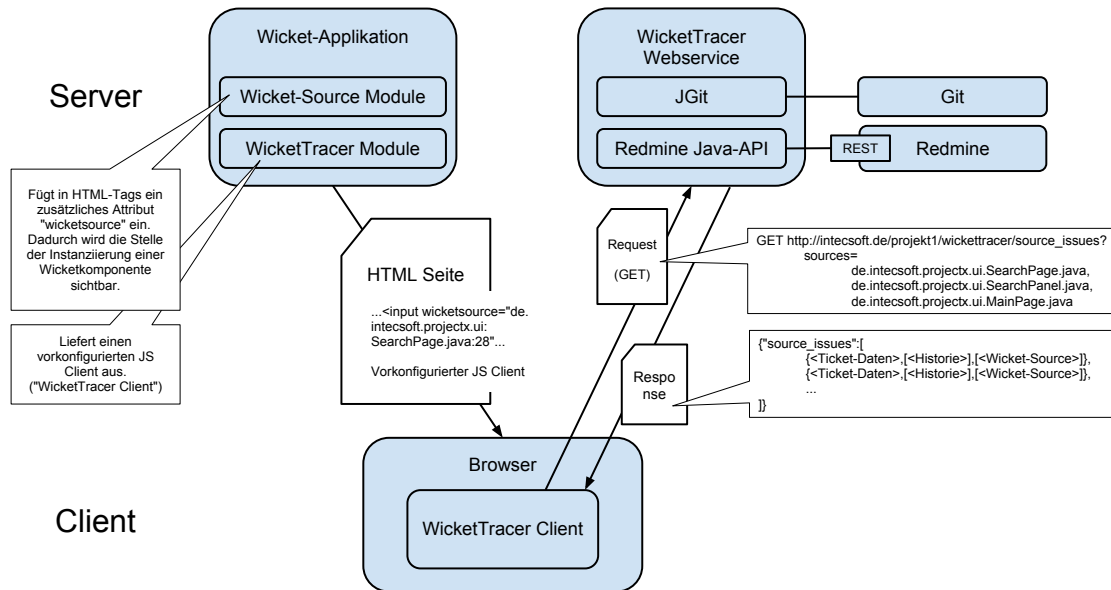 Wicket-Applikation
WicketTracer
Webservice
Server
Wicket-Source Module
JGit
Git
WicketTracer Module
Redmine Java-API
REST
Redmine
Fügt in HTML-Tags ein
zusätzliches Attribut
"wicketsource" ein.
Dadurch wird die Stelle
der Instanziierung einer
Wicketkomponente
sichtbar.
Liefert einen
vorkonfigurierten JS
Client aus.
("WicketTracer Client")
HTML Seite
...<input wicketsource="de.
intecsoft.projectx.ui:
SearchPage.java:28"...
Vorkonfigurierter JS Client
Request
(GET)
GET http://intecsoft.de/projekt1/wickettracer/source_issues?
sources=
de.intecsoft.projectx.ui.SearchPage.java,
de.intecsoft.projectx.ui.SearchPanel.java,
de.intecsoft.projectx.ui.MainPage.java
Respo
nse
{"source_issues":[
{<Ticket-Daten>,[<Historie>],[<Wicket-Source>]},
{<Ticket-Daten>,[<Historie>],[<Wicket-Source>]},
...
]}
Browser
Client
WicketTracer Client